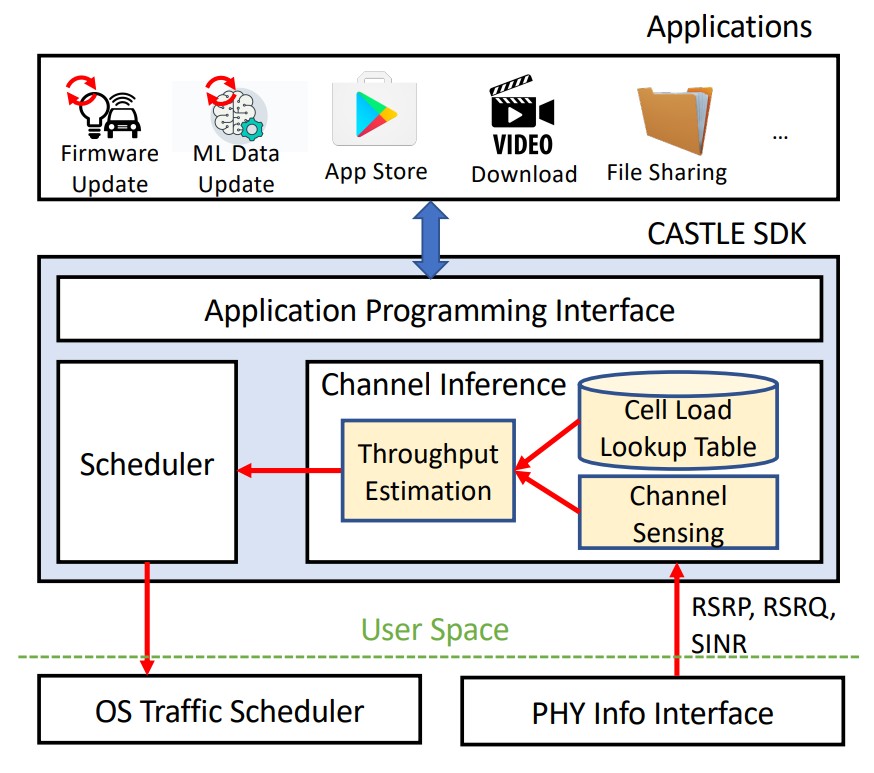 Applications
Firmware
Update
ML Data
Update
App Store
VIDEO
Download
File Sharing
...
CASTLE SDK
Application Programming Interface
Scheduler
Channel Inference
Throughput
Estimation
Cell Load
Lookup Table
Channel
Sensing
RSRP, RSRQ,
SINR
User Space
OS Traffic Scheduler
PHY Info Interface